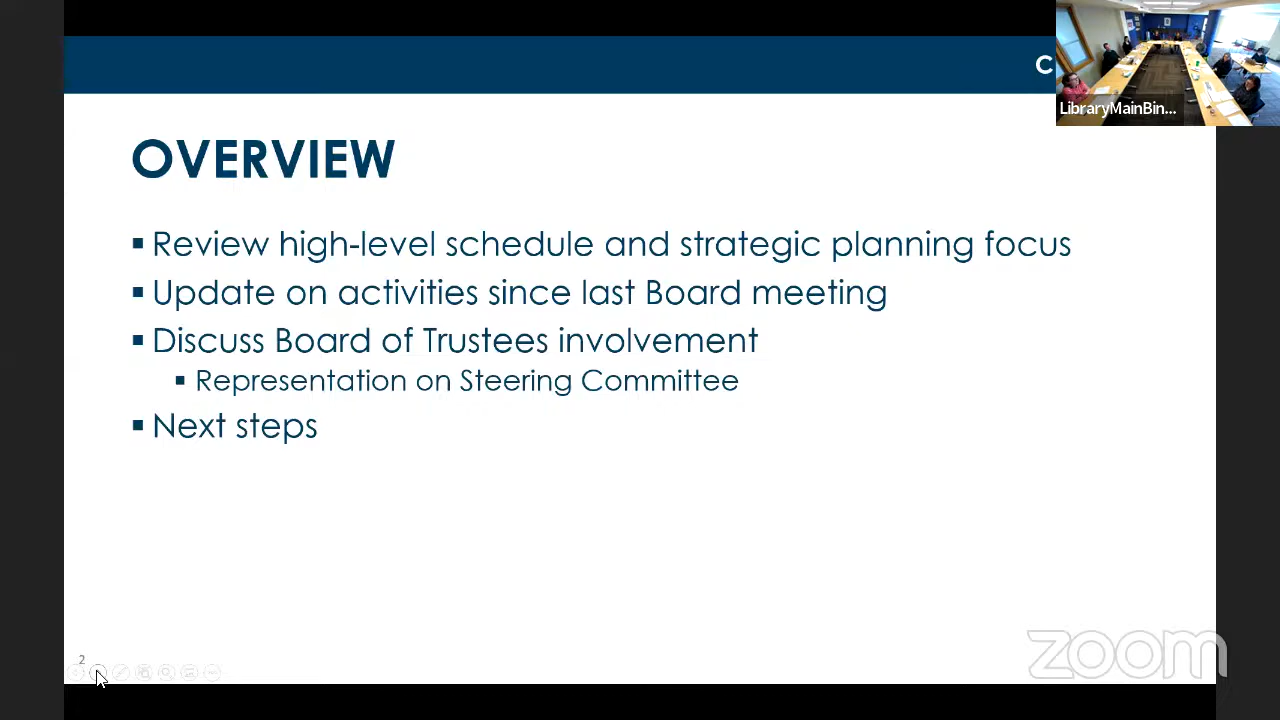 C
LibraryMainBin...
OVERVIEW
▪ Review high-level schedule and strategic planning focus
▪ Update on activities since last Board meeting
▪ Discuss Board of Trustees involvement
▪ Representation on Steering Committee
▪ Next steps
2
zoom